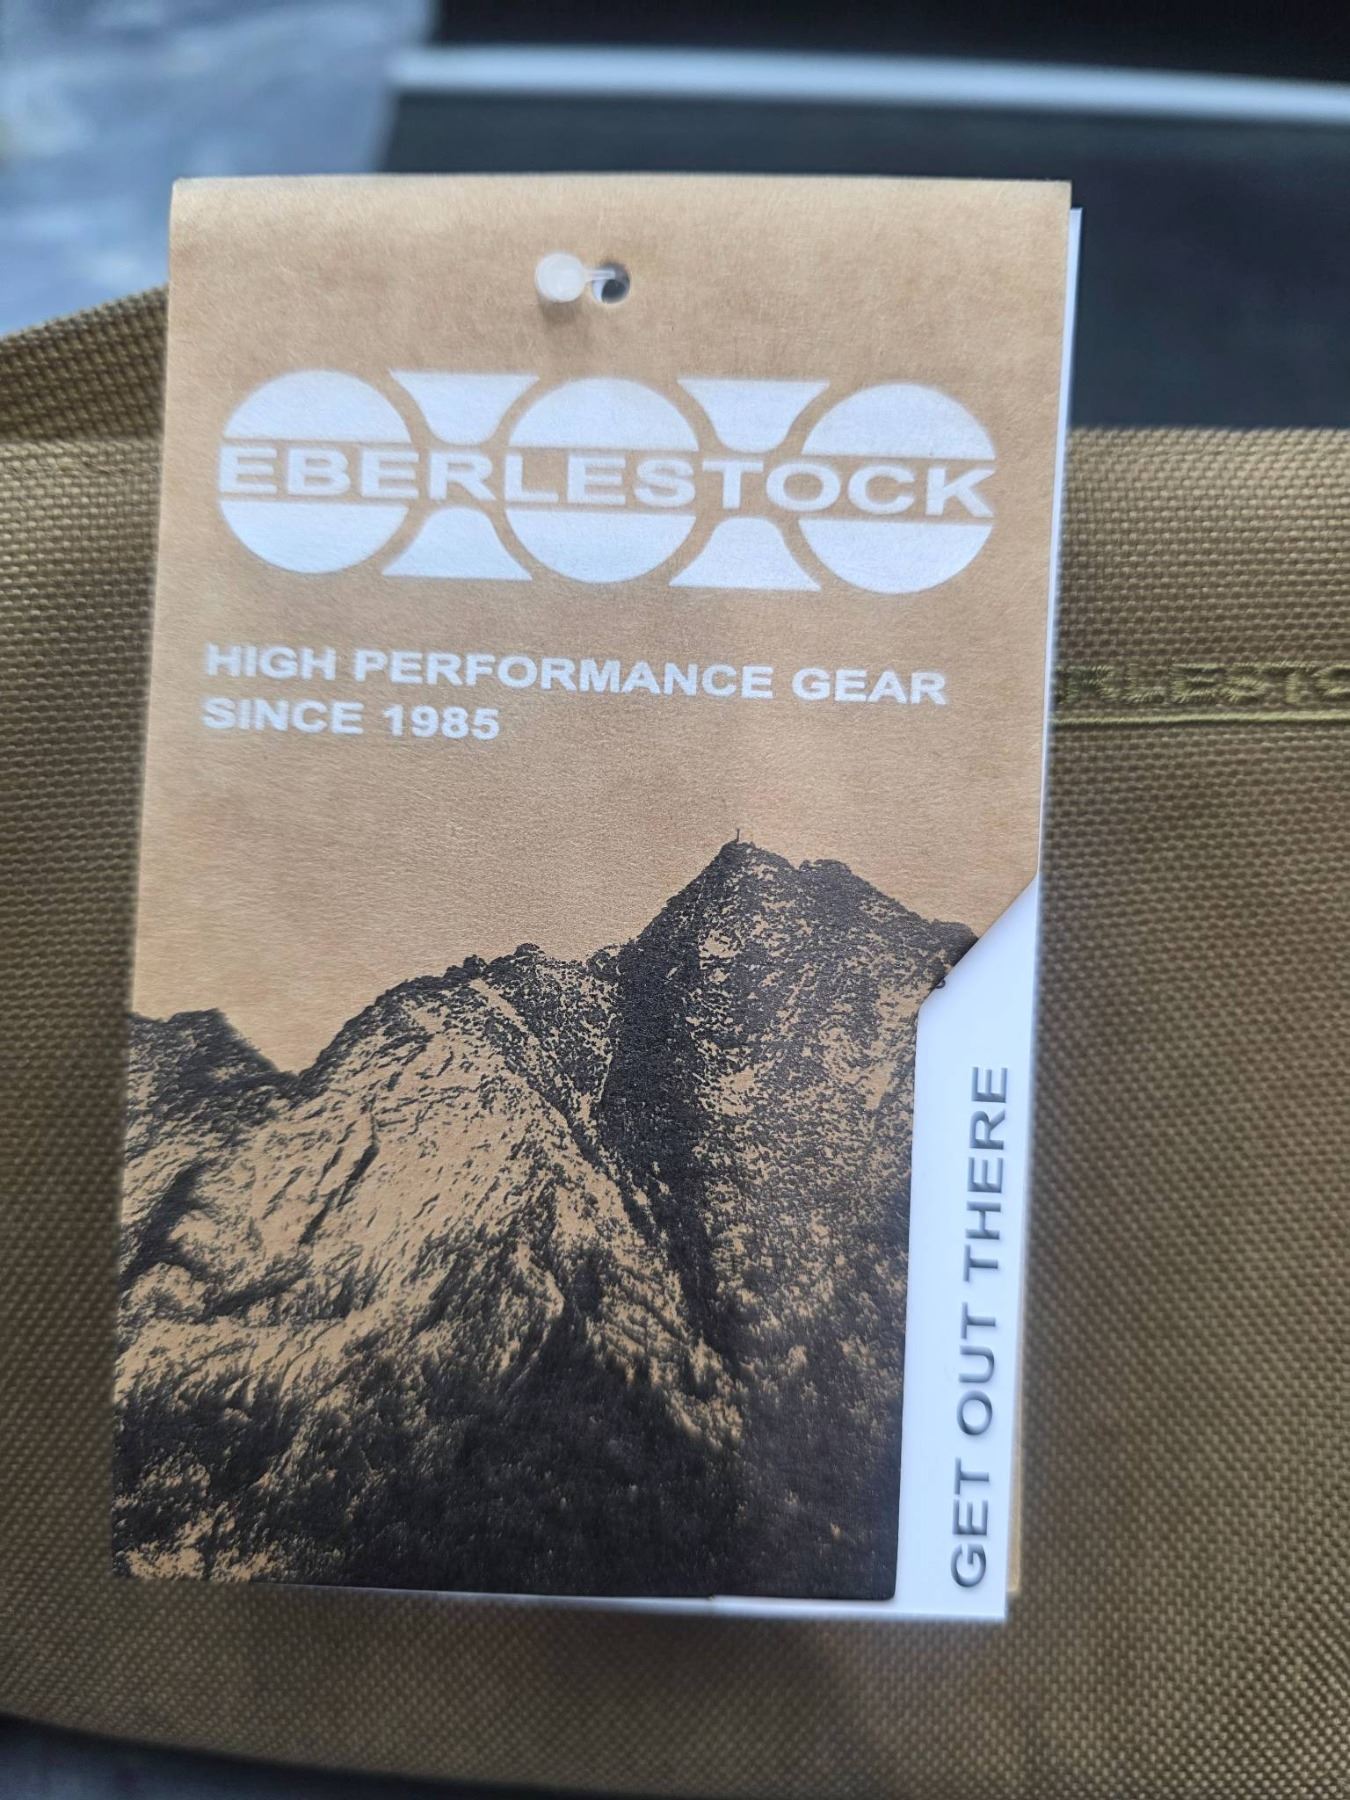 EBERLESTOCK
HIGH PERFORMANCE GEAR
SINCE 1985
GET OUT THERE